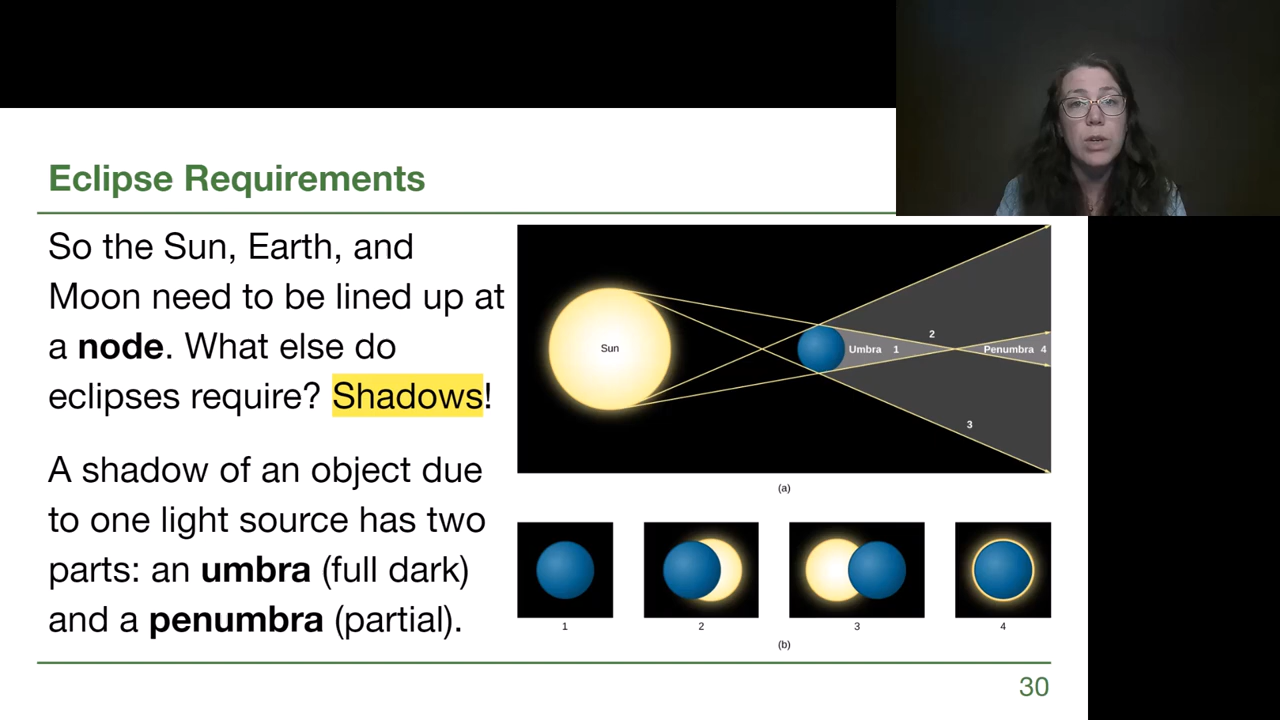 Eclipse Requirements
So the Sun, Earth, and
Moon need to be lined up at
a node. What else do
eclipses require? Shadows!
A shadow of an object due
to one light source has two
parts: an umbra (full dark)
and a penumbra (partial).
Sun
Umbra 1
2
Penumbra 4
3
(a)
1
2
3
4
(b)
30